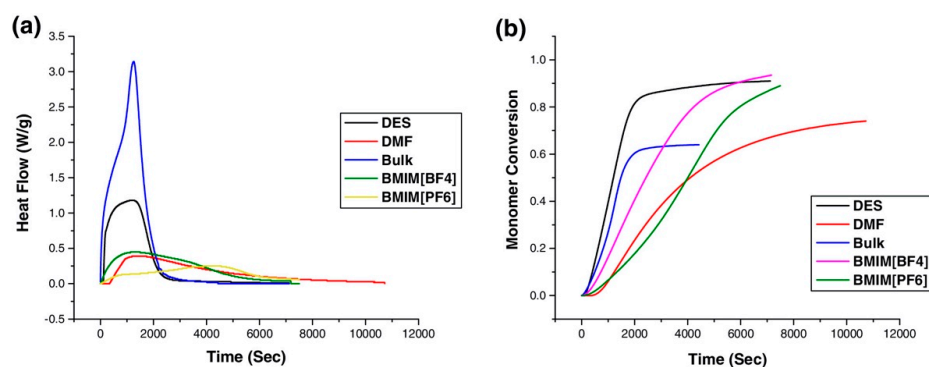 (a)
3.5
3.0
2.5
2.0
1.5
1.0
0.5
0.0
-0.5
Heat Flow (W/g)
0 2000 4000 6000 8000 10000 12000
Time (Sec)
DES
DMF
Bulk
BMIM[BF4]
BMIM[PF6]
(b)
1.0
0.8
0.6
0.4
0.2
0.0
Monomer Conversion
0 2000 4000 6000 8000 10000 12000
Time (Sec)
DES
DMF
Bulk
BMIM[BF4]
BMIM[PF6]